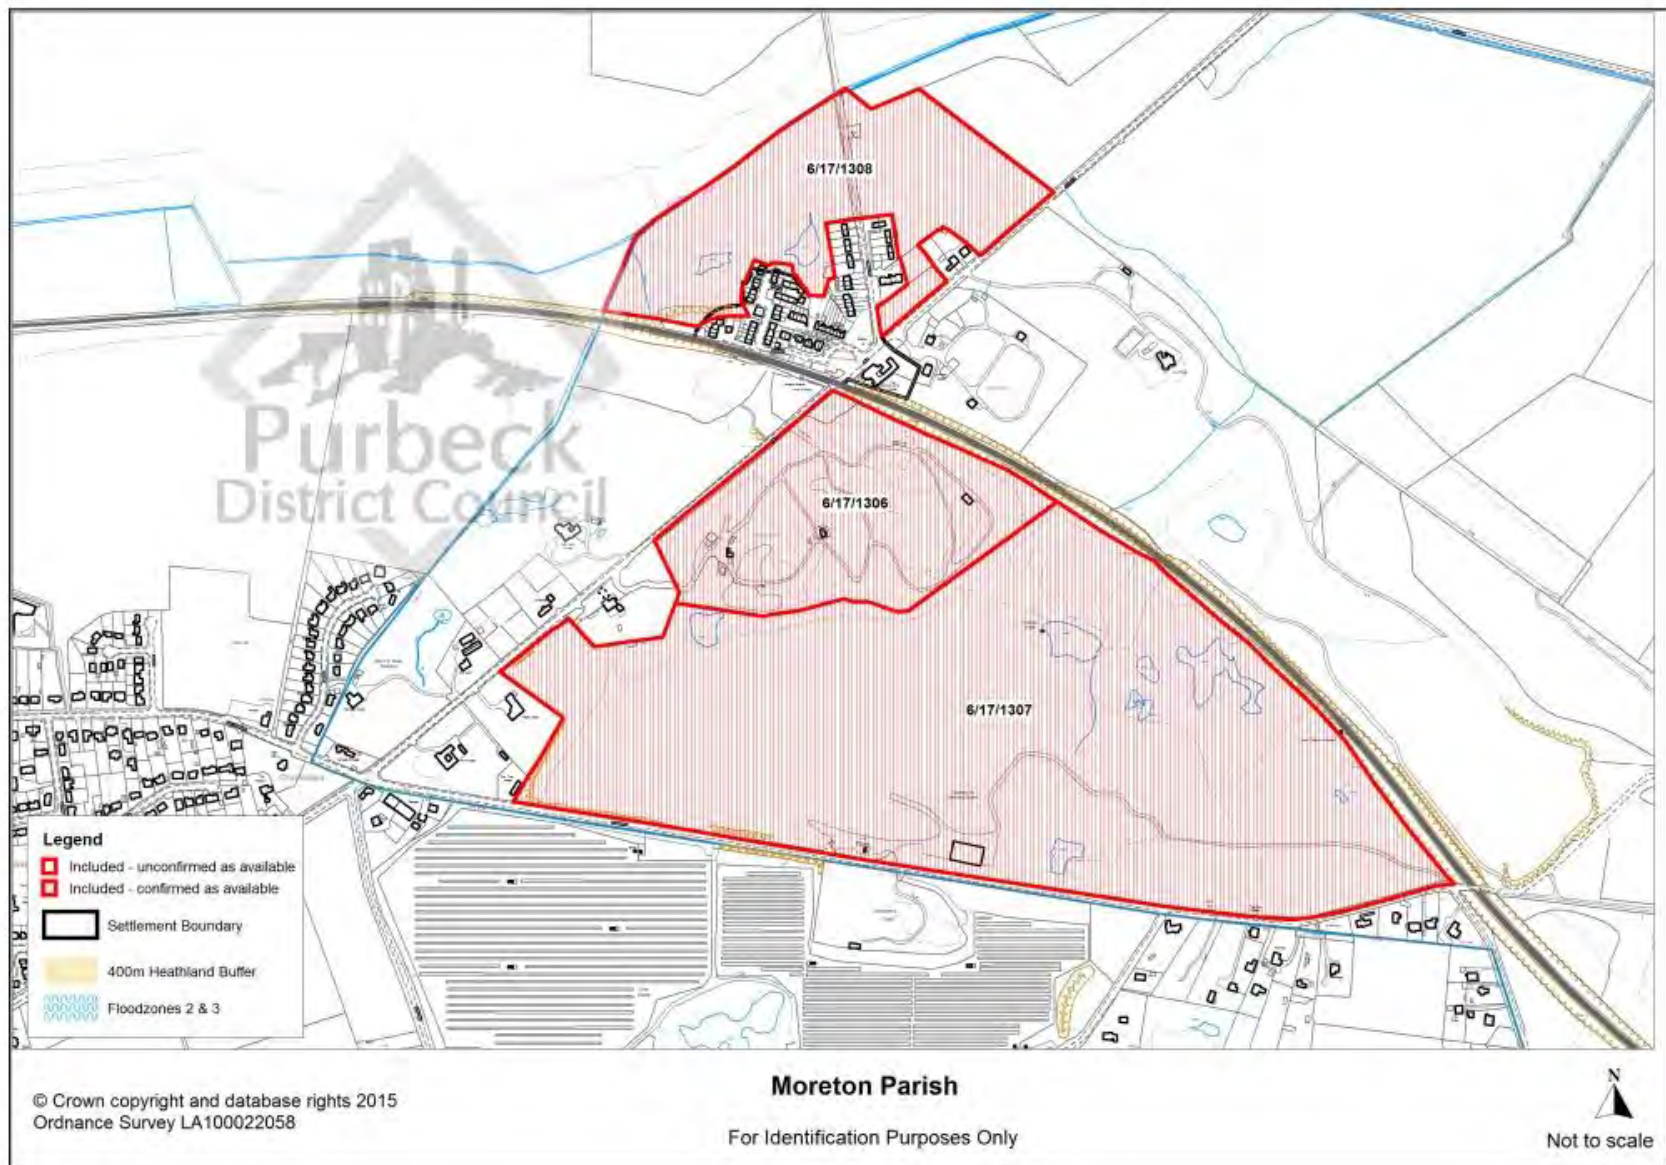 6/17/1308
Purbeck
District Council
6/17/1306
6/17/1307
Legend
Included - unconfirmed as available
Included - confirmed as available
Settlement Boundary
400m Heathland Buffer
Floodzones 2 & 3
© Crown copyright and database rights 2015
Ordnance Survey LA100022058
Moreton Parish
For Identification Purposes Only
N
Not to scale